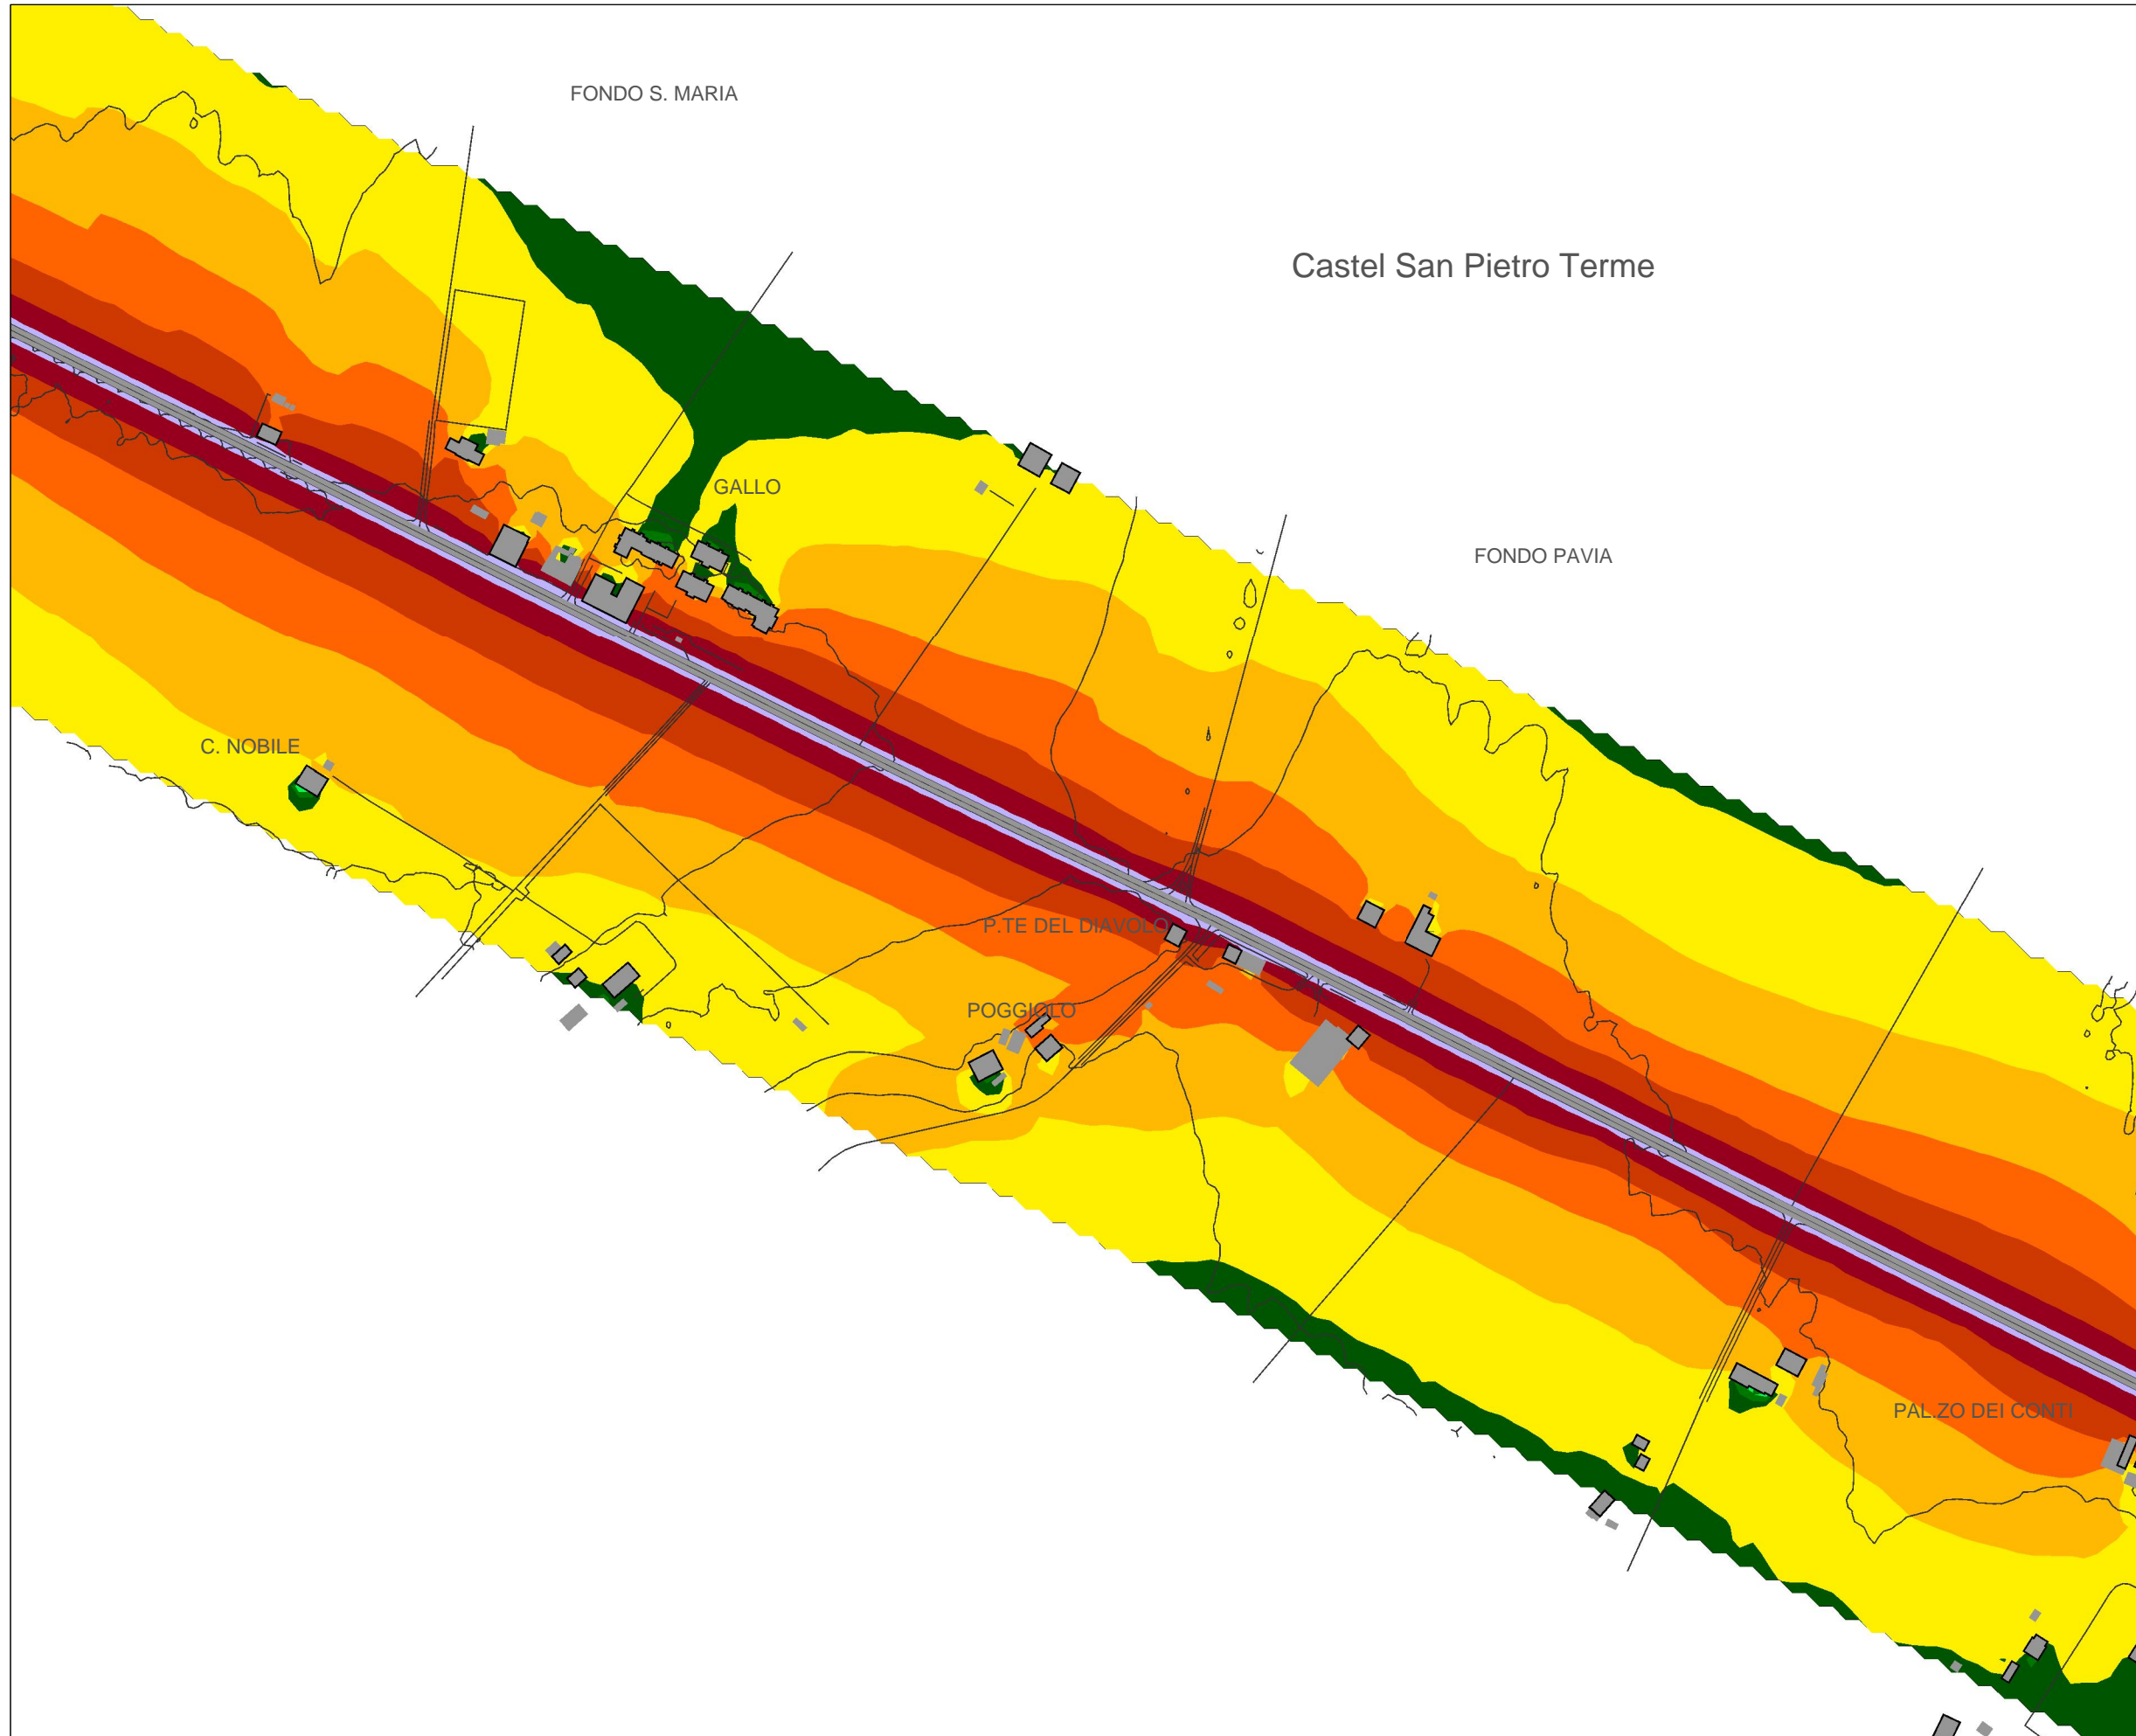 FONDO S. MARIA
Castel San Pietro Terme
GALLO
FONDO PAVIA
C. NOBILE
P.TE DEL DIAVOLO
POGGIOLO
PAL.ZO DEI CONTI